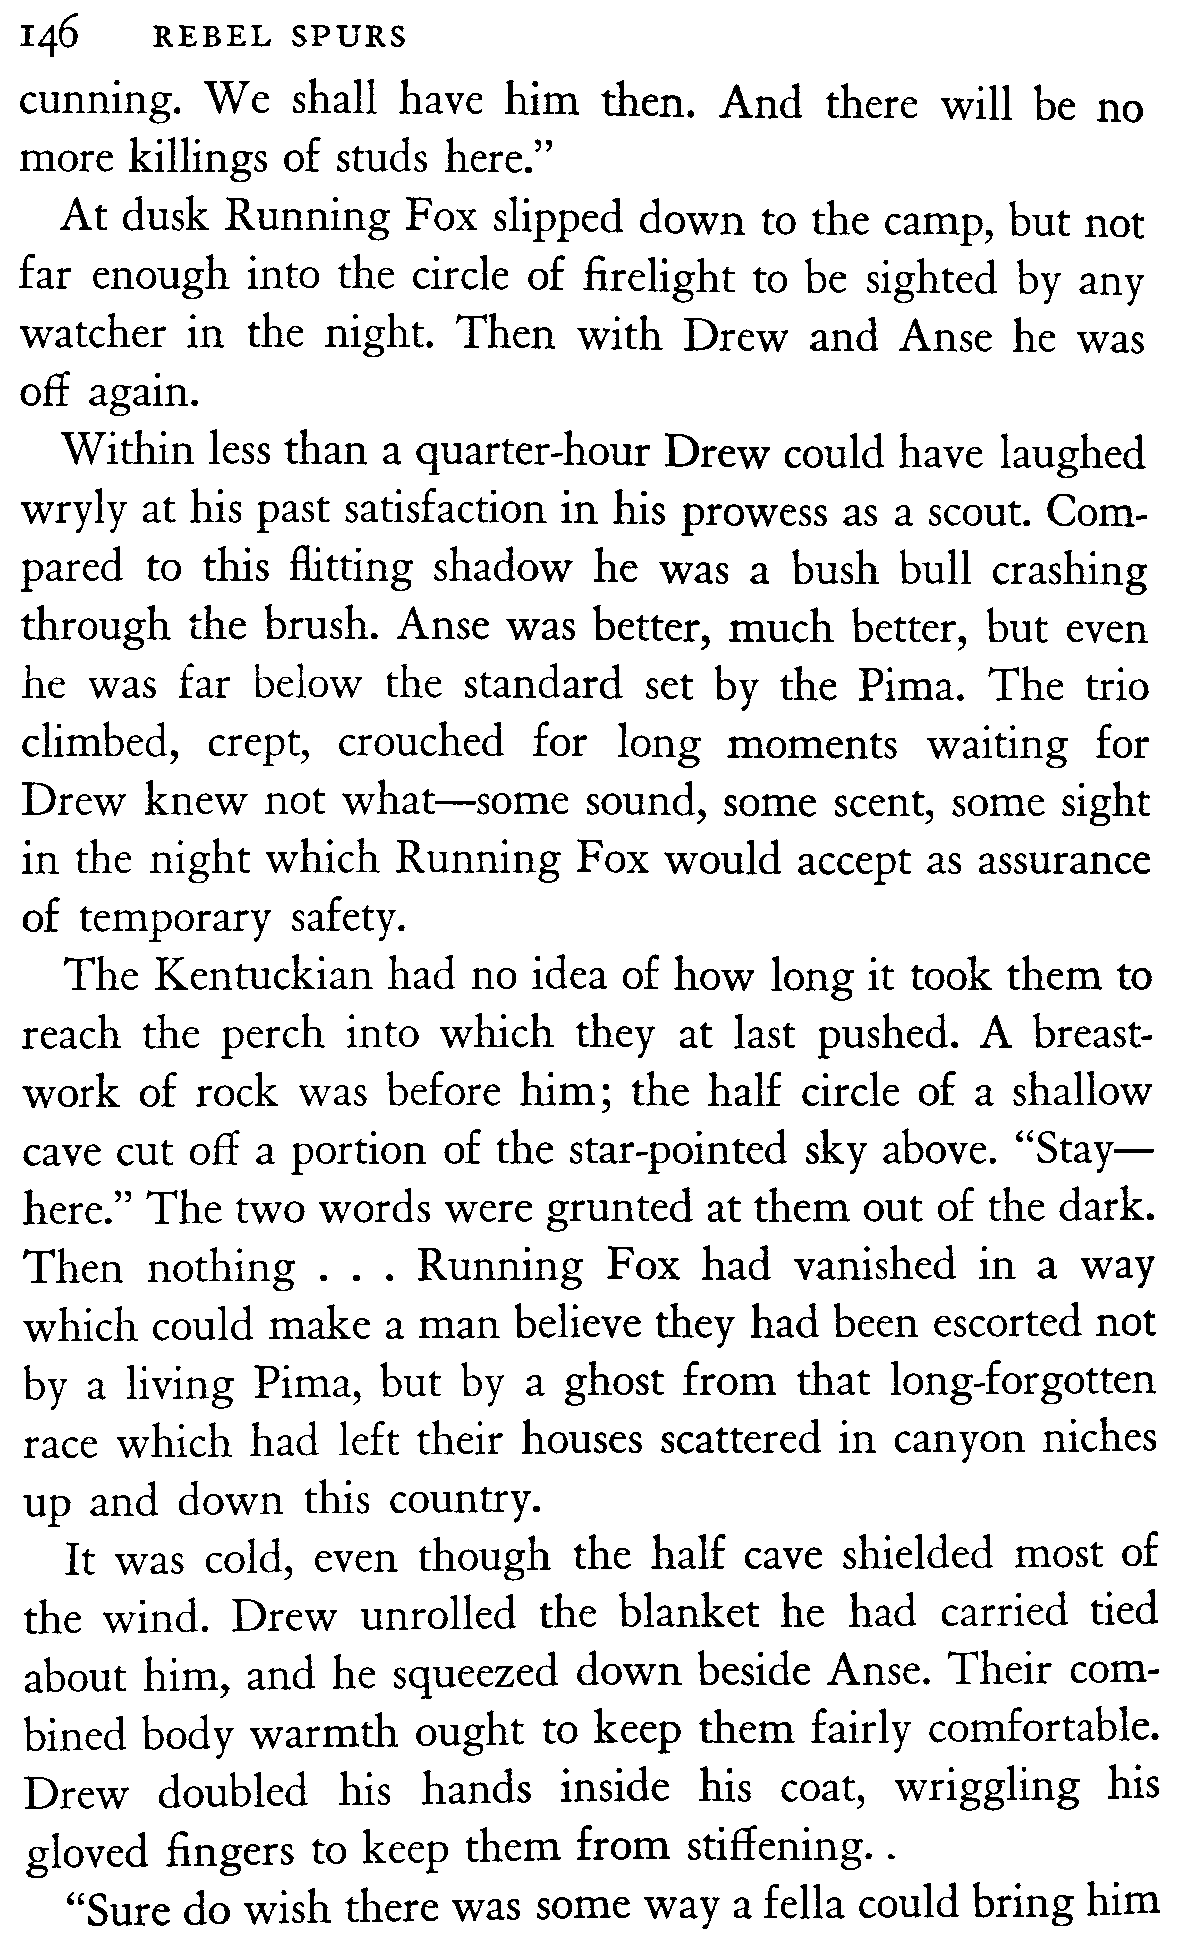 146 REBEL SPURS
cunning. We shall have him then. And there will be no
more killings of studs here.”
At dusk Running Fox slipped down to the camp, but not
far enough into the circle of firelight to be sighted by any
watcher in the night. Then with Drew and Anse he was
off again.
Within less than a quarter-hour Drew could have laughed
wryly at his past satisfaction in his prowess as a scout. Com-
pared to this flitting shadow he was a bush bull crashing
through the brush. Anse was better, much better, but even
he was far below the standard set by the Pima. The trio
climbed, crept, crouched for long moments waiting for
Drew knew not what—some sound, some scent, some sight
in the night which Running Fox would accept as assurance
of temporary safety.
The Kentuckian had no idea of how long it took them to
reach the perch into which they at last pushed. A breast-
work of rock was before him; the half circle of a shallow
cave cut off a portion of the star-pointed sky above. “Stay—
here.” The two words were grunted at them out of the dark.
Then nothing . . . Running Fox had vanished in a way
which could make a man believe they had been escorted not
by a living Pima, but by a ghost from that long-forgotten
race which had left their houses scattered in canyon niches
up and down this country.
It was cold, even though the half cave shielded most of
the wind. Drew unrolled the blanket he had carried tied
about him, and he squeezed down beside Anse. Their com-
bined body warmth ought to keep them fairly comfortable.
Drew doubled his hands inside his coat, wriggling his
gloved fingers to keep them from stiffening. .
“Sure do wish there was some way a fella could bring him